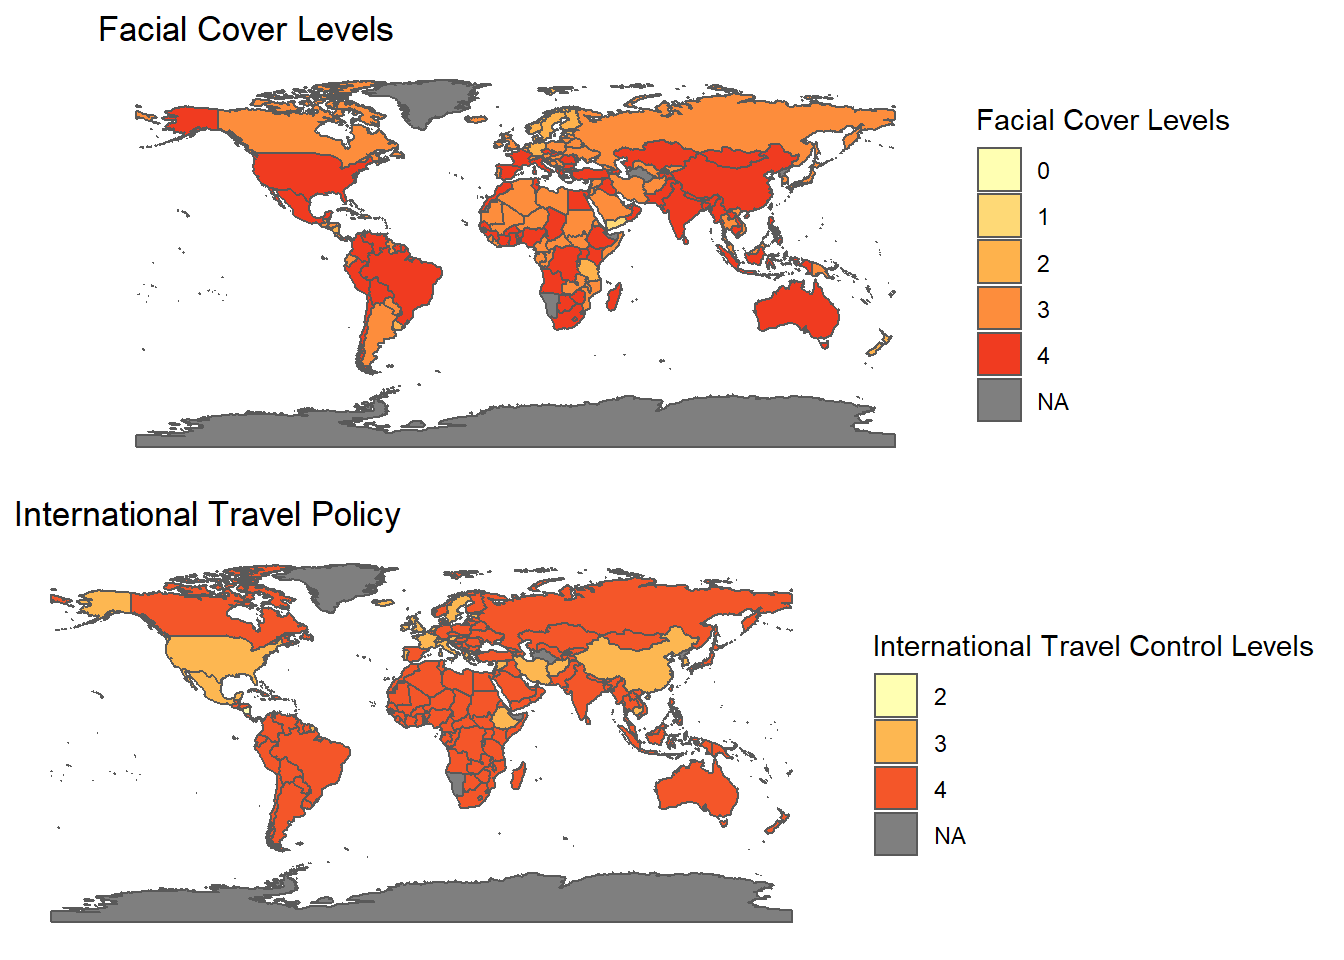 Facial Cover Levels
Facial Cover Levels
0
1
2
3
4
NA
International Travel Policy
International Travel Control Levels
2
3
4
NA